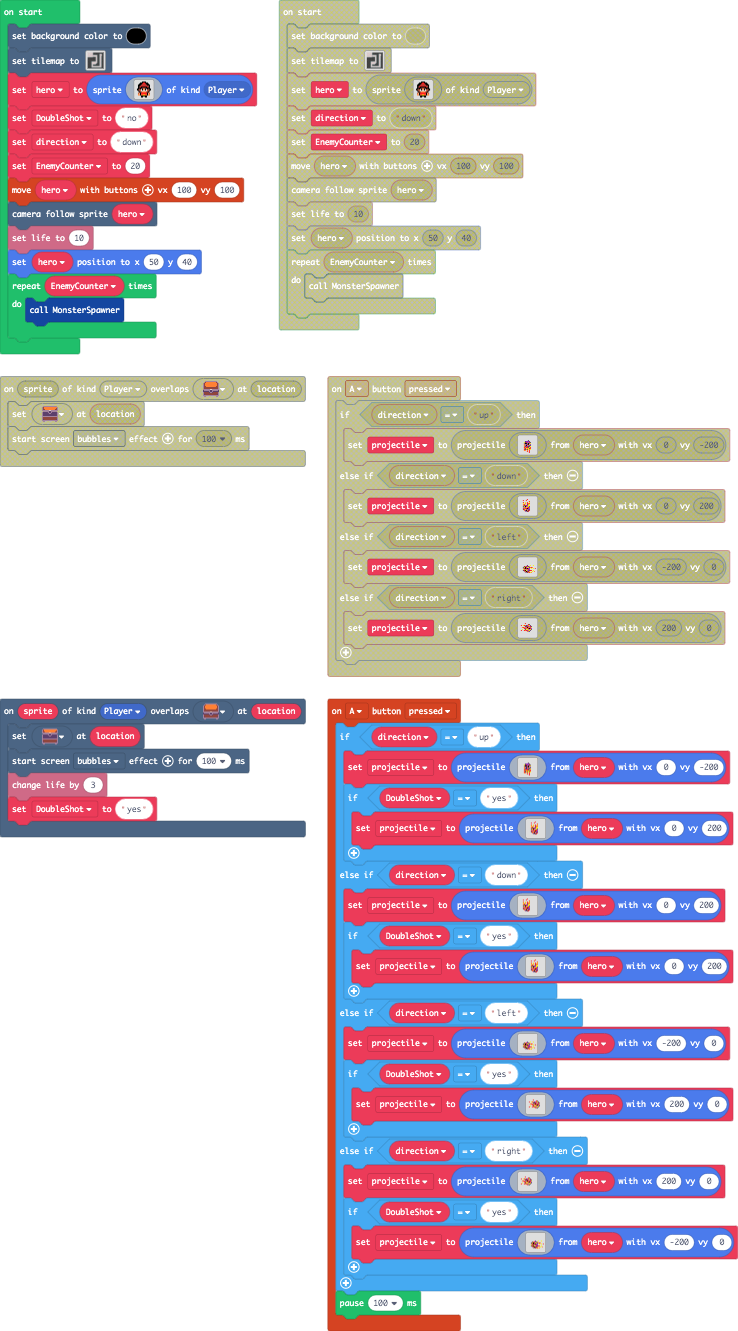 on start
set background color to
set tilemap to
set hero to sprite of kind Player
set DoubleShot to "no"
set direction to "down"
set EnemyCounter to 20
move hero with buttons vx 100 vy 100
camera follow sprite hero
set life to 10
set hero position to x 50 y 40
repeat EnemyCounter times
do call MonsterSpawner
on start
set background color to
set tilemap to
set hero to sprite of kind Player
set direction to "down"
set EnemyCounter to 20
move hero with buttons vx 100 vy 100
camera follow sprite hero
set life to 10
set hero position to x 50 y 40
repeat EnemyCounter times
do call MonsterSpawner
on sprite of kind Player overlaps at location
set at location
start screen bubbles effect for 100 ms
on A button pressed
if direction = "up" then
set projectile to projectile from hero with vx 0 vy -200
else if direction = "down" then
set projectile to projectile from hero with vx 0 vy 200
else if direction = "left" then
set projectile to projectile from hero with vx -200 vy 0
else if direction = "right" then
set projectile to projectile from hero with vx 200 vy 0
on sprite of kind Player overlaps at location
set at location
start screen bubbles effect for 100 ms
change life by 3
set DoubleShot to "yes"
on A button pressed
if direction = "up" then
set projectile to projectile from hero with vx 0 vy -200
if DoubleShot = "yes" then
set projectile to projectile from hero with vx 0 vy 200
else if direction = "down" then
set projectile to projectile from hero with vx 0 vy 200
if DoubleShot = "yes" then
set projectile to projectile from hero with vx 0 vy 200
else if direction = "left" then
set projectile to projectile from hero with vx -200 vy 0
if DoubleShot = "yes" then
set projectile to projectile from hero with vx 200 vy 0
else if direction = "right" then
set projectile to projectile from hero with vx 200 vy 0
if DoubleShot = "yes" then
set projectile to projectile from hero with vx -200 vy 0
pause 100 ms